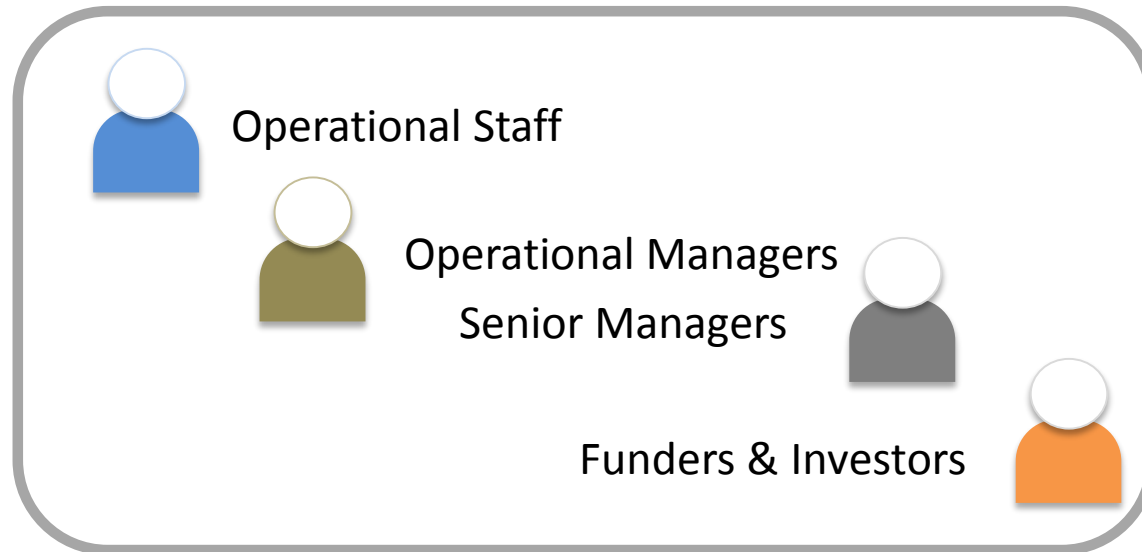 Operational Staff
Operational Managers
Senior Managers
Funders & Investors